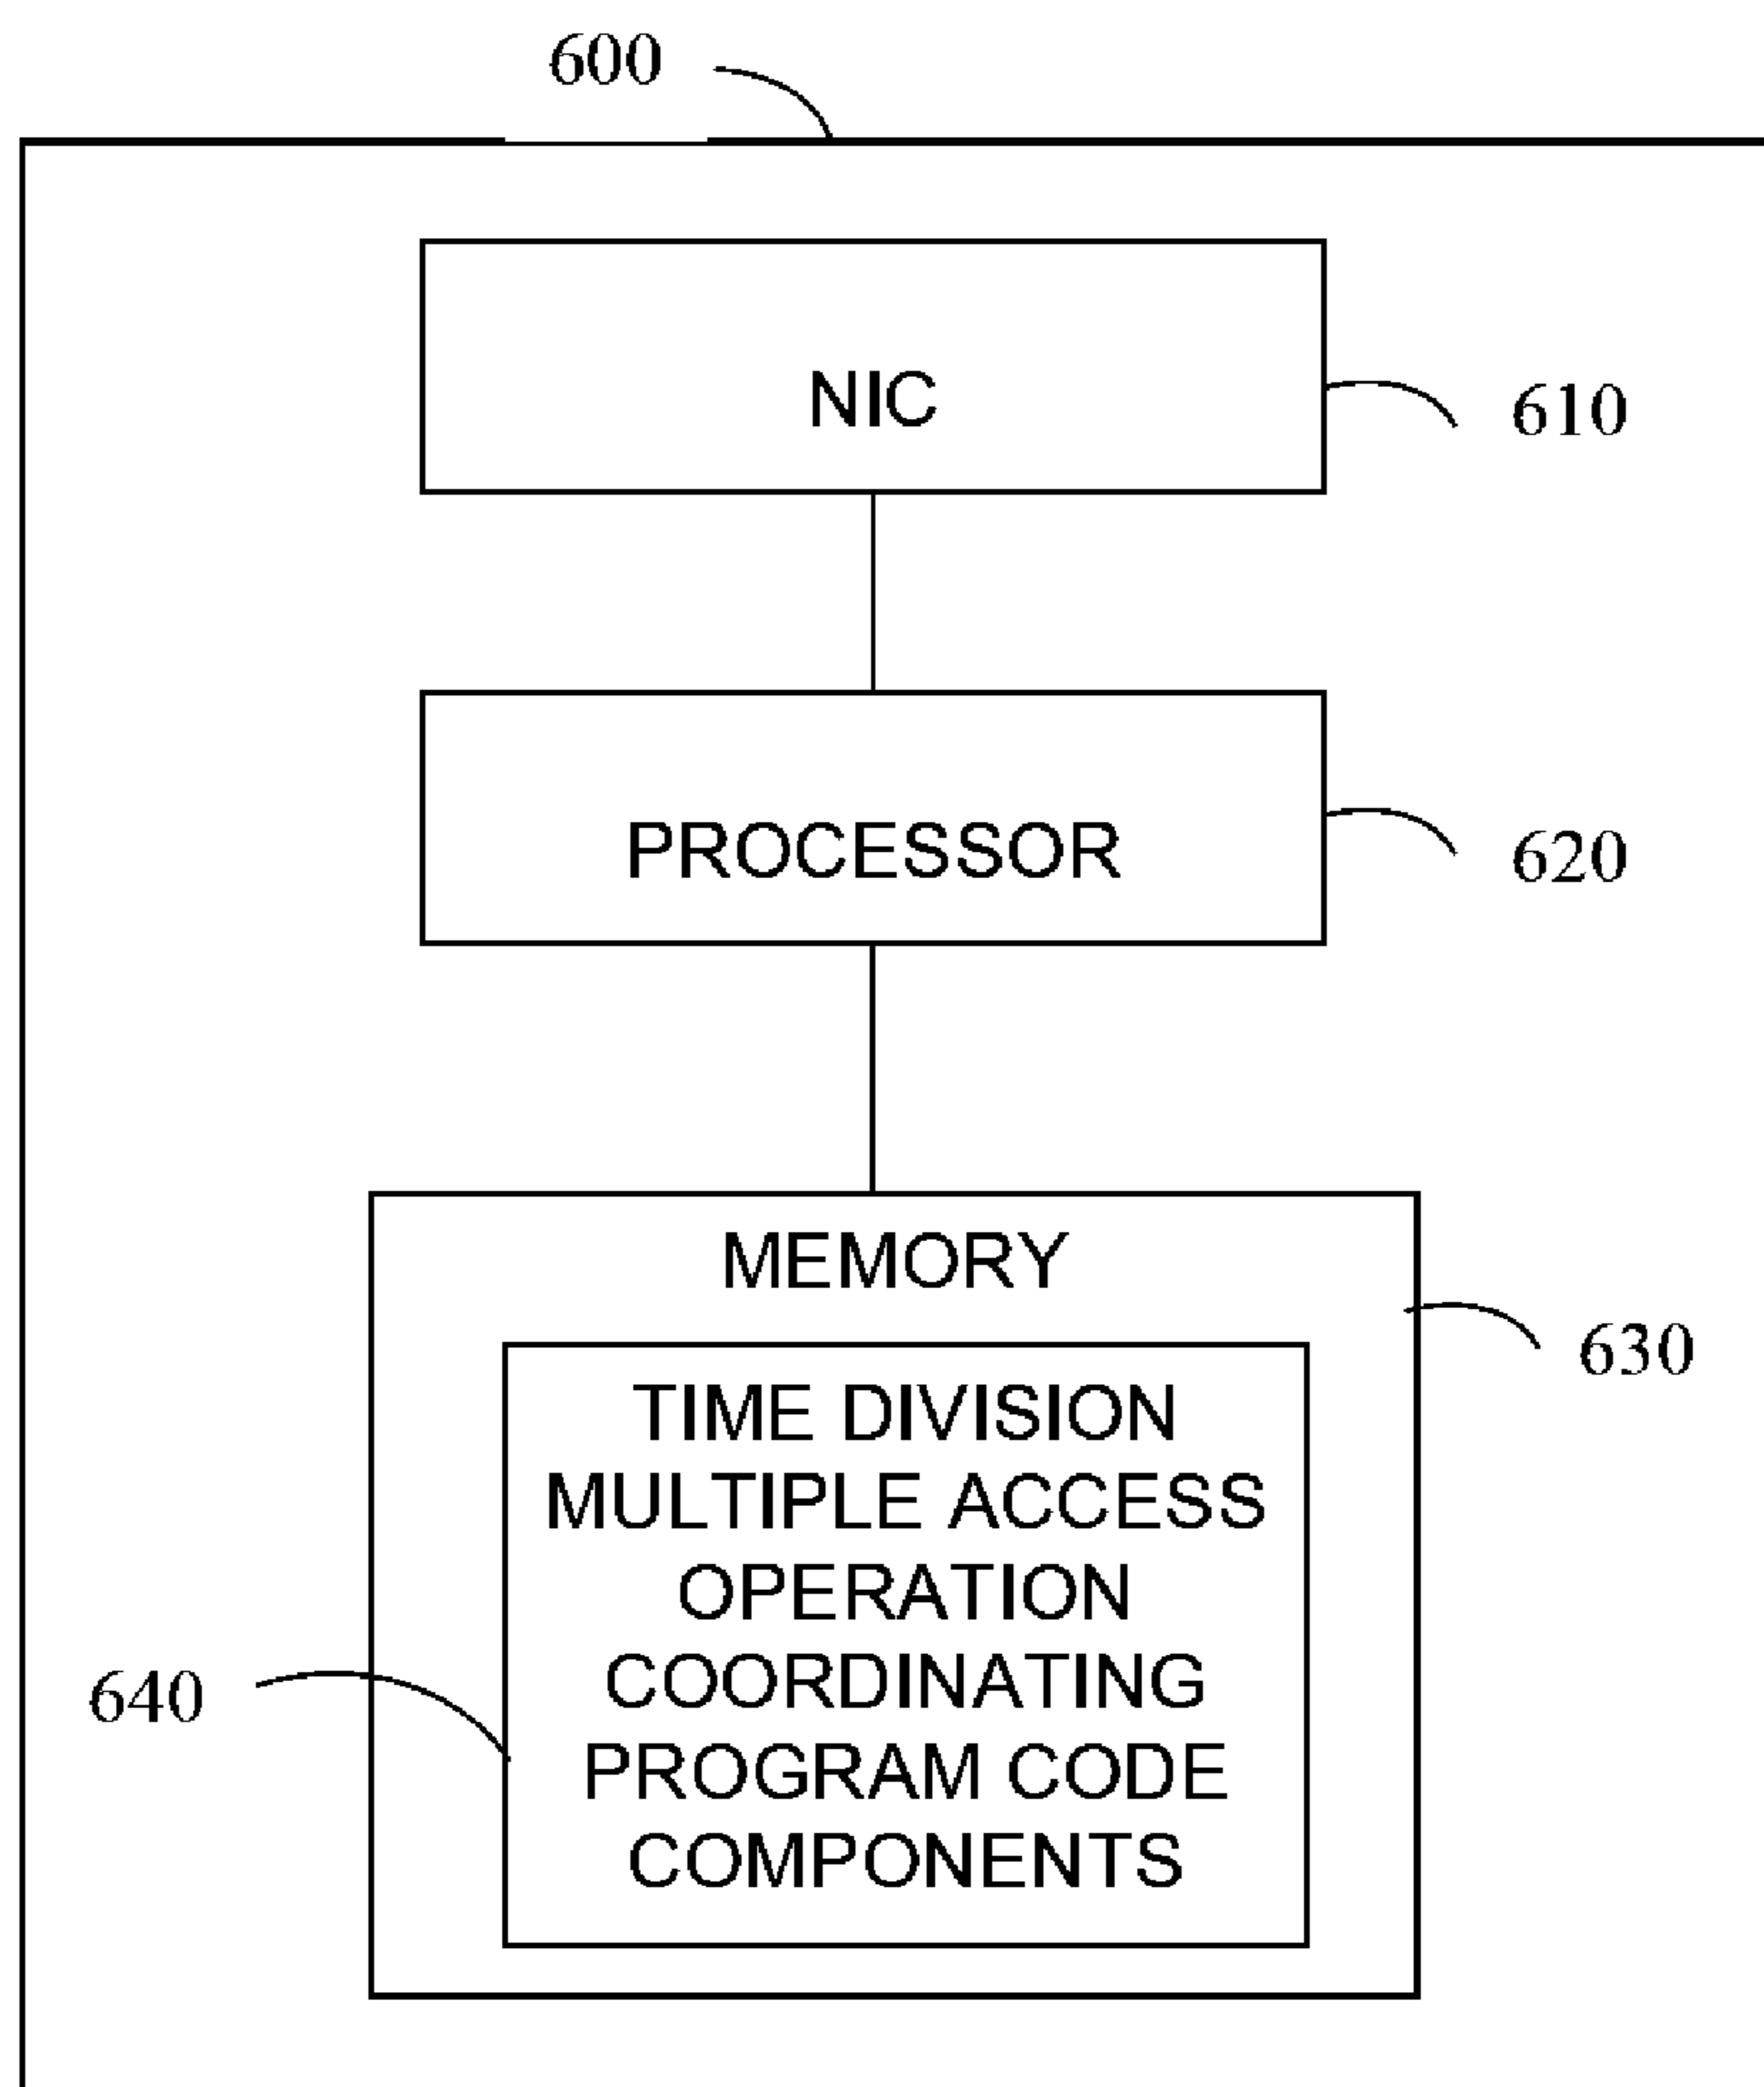 600
NIC
610
PROCESSOR
620
MEMORY
630
TIME DIVISION
MULTIPLE ACCESS
OPERATION
COORDINATING
PROGRAM CODE
COMPONENTS
640